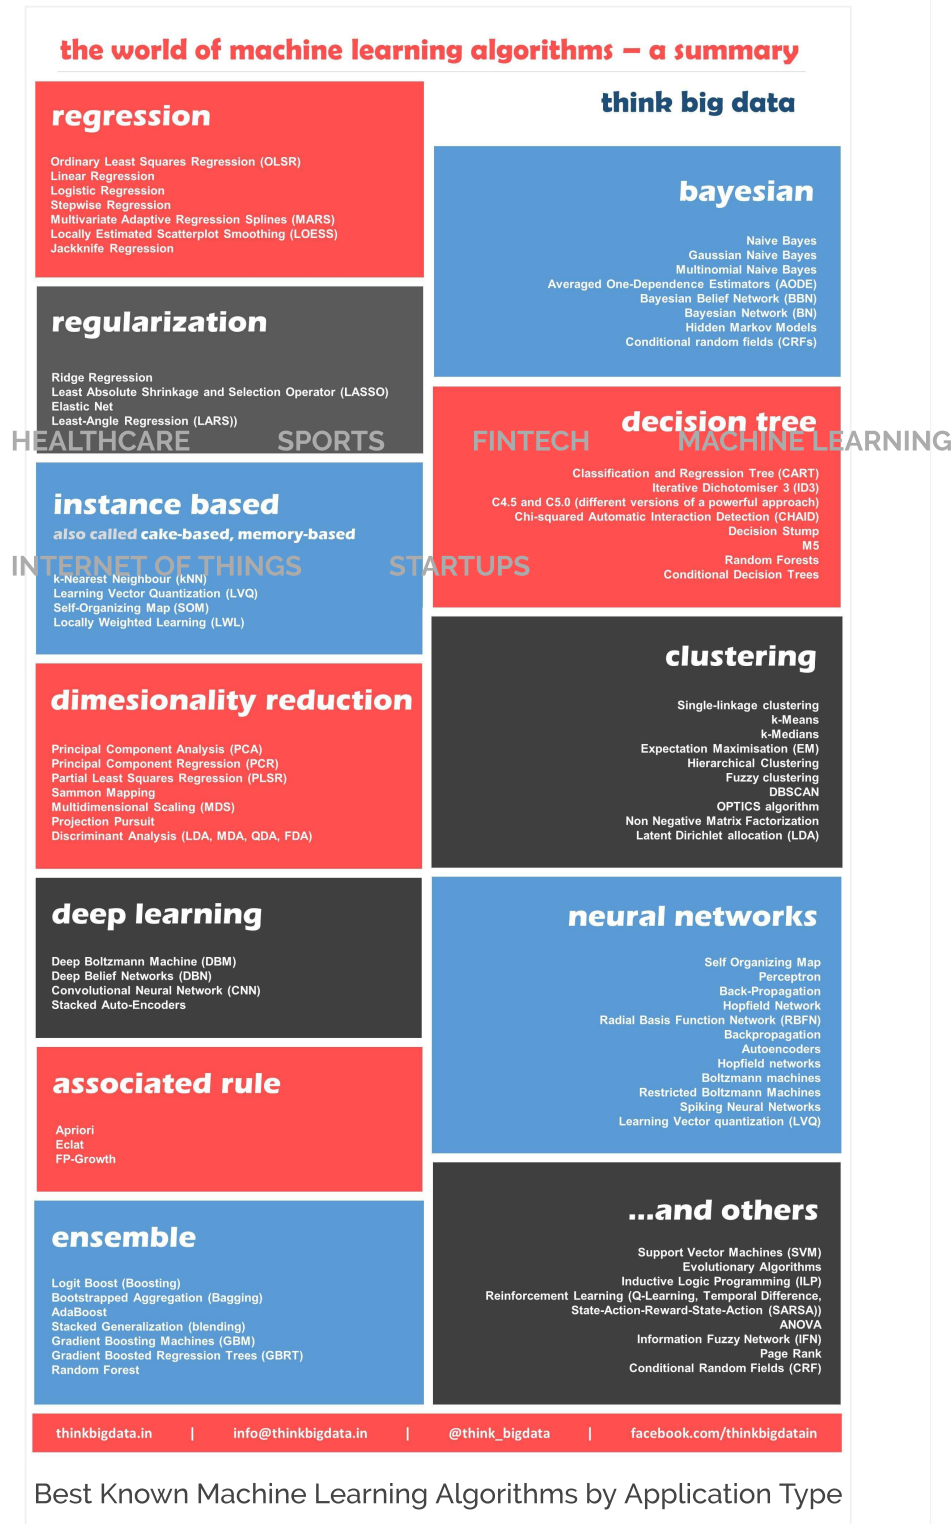 the world of machine learning algorithms – a summary
think big data
regression
Ordinary Least Squares Regression (OLSR)
Linear Regression
Logistic Regression
Stepwise Regression
Multivariate Adaptive Regression Splines (MARS)
Locally Estimated Scatterplot Smoothing (LOESS)
Jackknife Regression
regularization
Ridge Regression
Least Absolute Shrinkage and Selection Operator (LASSO)
Elastic Net
Least-Angle Regression (LARS))
HEALTHCARE SPORTS FINTECH MACHINE LEARNING
instance based
also called cake-based, memory-based
INTERNET OF THINGS STARTUPS
k-Nearest Neighbour (kNN)
Learning Vector Quantization (LVQ)
Self-Organizing Map (SOM)
Locally Weighted Learning (LWL)
dimesionality reduction
Principal Component Analysis (PCA)
Principal Component Regression (PCR)
Partial Least Squares Regression (PLSR)
Sammon Mapping
Multidimensional Scaling (MDS)
Projection Pursuit
Discriminant Analysis (LDA, MDA, QDA, FDA)
deep learning
Deep Boltzmann Machine (DBM)
Deep Belief Networks (DBN)
Convolutional Neural Network (CNN)
Stacked Auto-Encoders
associated rule
Apriori
Eclat
FP-Growth
ensemble
Logit Boost (Boosting)
Bootstrapped Aggregation (Bagging)
AdaBoost
Stacked Generalization (blending)
Gradient Boosting Machines (GBM)
Gradient Boosted Regression Trees (GBRT)
Random Forest
bayesian
Naive Bayes
Gaussian Naive Bayes
Multinomial Naive Bayes
Averaged One-Dependence Estimators (AODE)
Bayesian Belief Network (BBN)
Bayesian Network (BN)
Hidden Markov Models
Conditional random fields (CRFs)
decision tree
Classification and Regression Tree (CART)
Iterative Dichotomiser 3 (ID3)
C4.5 and C5.0 (different versions of a powerful approach)
Chi-squared Automatic Interaction Detection (CHAID)
Decision Stump
M5
Random Forests
Conditional Decision Trees
clustering
Single-linkage clustering
k-Means
k-Medians
Expectation Maximisation (EM)
Hierarchical Clustering
Fuzzy clustering
DBSCAN
OPTICS algorithm
Non Negative Matrix Factorization
Latent Dirichlet allocation (LDA)
neural networks
Self Organizing Map
Perceptron
Back-Propagation
Hopfield Network
Radial Basis Function Network (RBFN)
Backpropagation
Autoencoders
Hopfield networks
Boltzmann machines
Restricted Boltzmann Machines
Spiking Neural Networks
Learning Vector quantization (LVQ)
...and others
Support Vector Machines (SVM)
Evolutionary Algorithms
Inductive Logic Programming (ILP)
Reinforcement Learning (Q-Learning, Temporal Difference,
State-Action-Reward-State-Action (SARSA))
ANOVA
Information Fuzzy Network (IFN)
Page Rank
Conditional Random Fields (CRF)
thinkbigdata.in | info@thinkbigdata.in | @think_bigdata | facebook.com/thinkbigdatain
Best Known Machine Learning Algorithms by Application Type